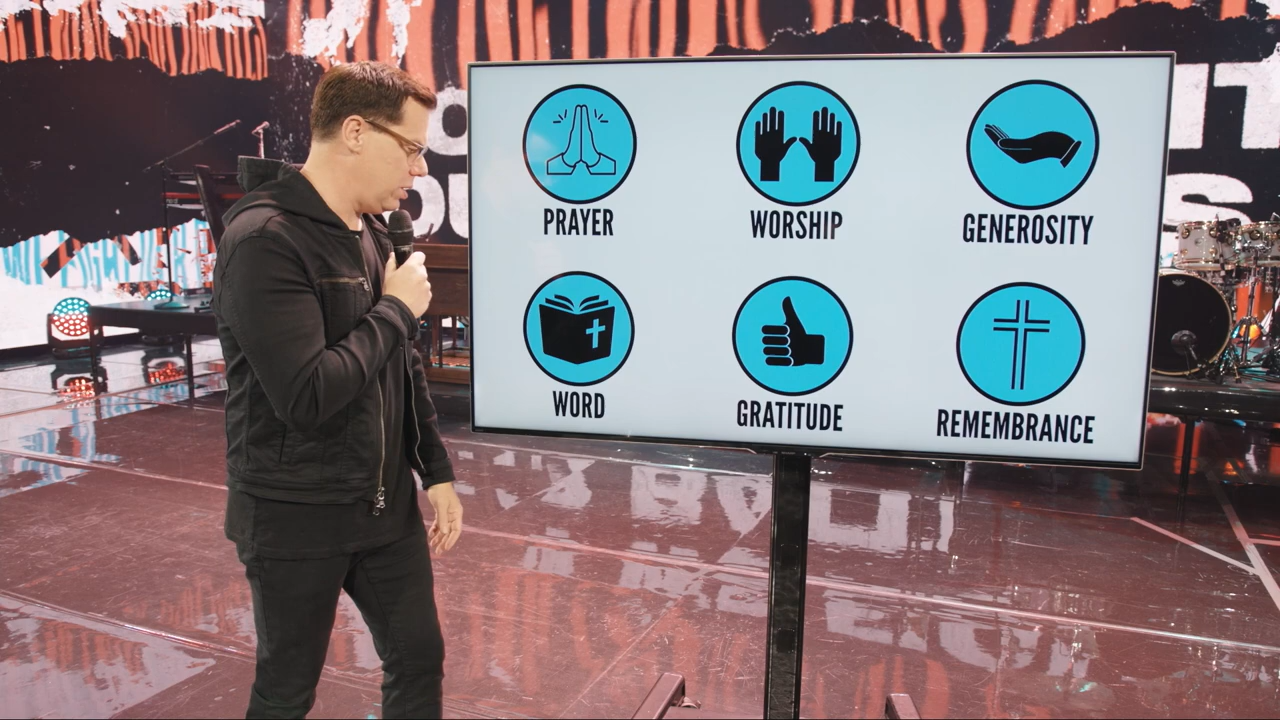 PRAYER
WORSHIP
GENEROSITY
WORD
GRATITUDE
REMEMBRANCE